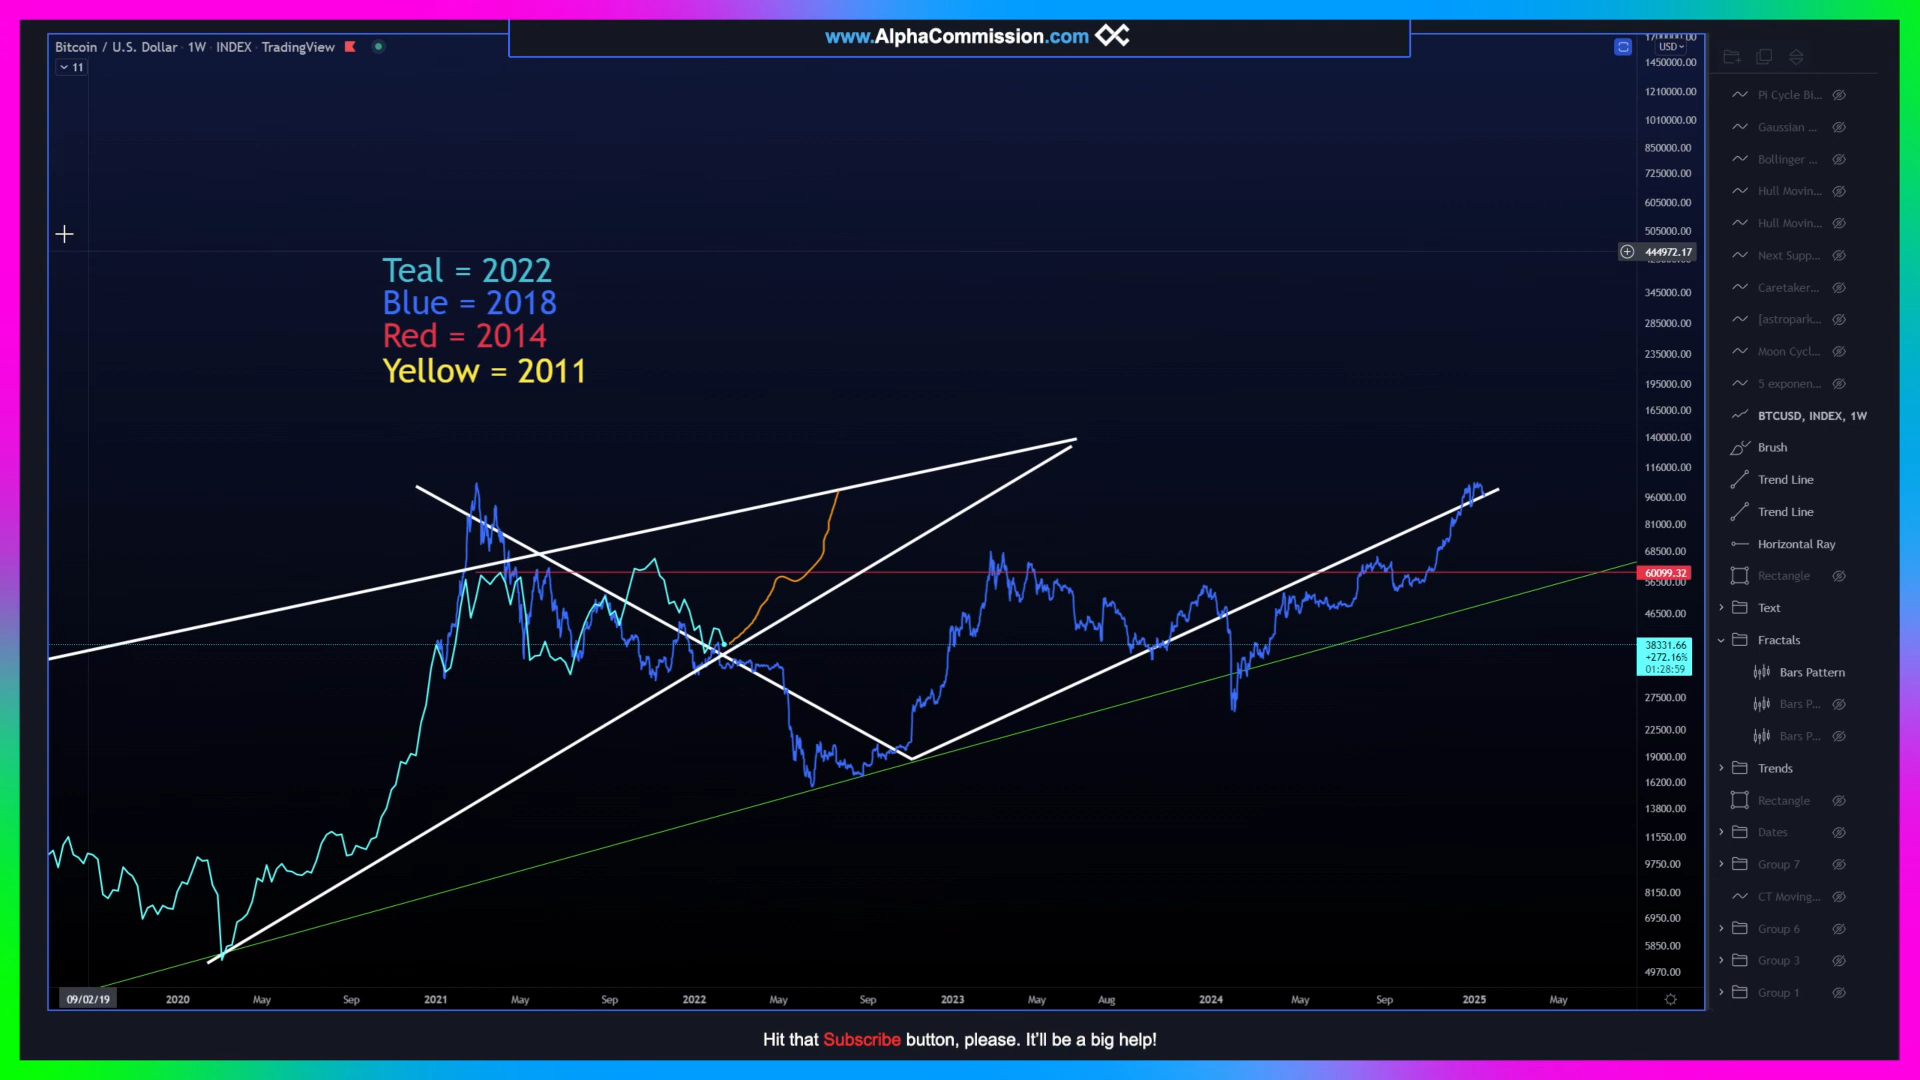 www.AlphaCommission.com
Bitcoin / U.S. Dollar · 1W · INDEX · TradingView
11
Teal = 2022
Blue = 2018
Red = 2014
Yellow = 2011
USD
1450000.00
1210000.00
1010000.00
850000.00
725000.00
605000.00
505000.00
444972.17
345000.00
285000.00
235000.00
195000.00
165000.00
140000.00
116000.00
96000.00
81000.00
68500.00
60099.32
56500.00
46500.00
38331.66
+272.16%
01:28:59
27500.00
22500.00
19000.00
16200.00
13800.00
11550.00
9750.00
8150.00
6950.00
5850.00
4970.00
09/02/19
2020
May
Sep
2021
May
Sep
2022
May
Sep
2023
May
Aug
2024
May
Sep
2025
May
Pi Cycle Bi...
Gaussian ...
Bollinger ...
Hull Movin...
Hull Movin...
Next Supp...
Caretaker...
[astropark...
Moon Cycl...
5 exponen...
BTCUSD, INDEX, 1W
Brush
Trend Line
Trend Line
Horizontal Ray
Rectangle
Text
Fractals
Bars Pattern
Bars P...
Bars P...
Trends
Rectangle
Dates
Group 7
CT Moving...
Group 6
Group 3
Group 1
Hit that Subscribe button, please. It'll be a big help!